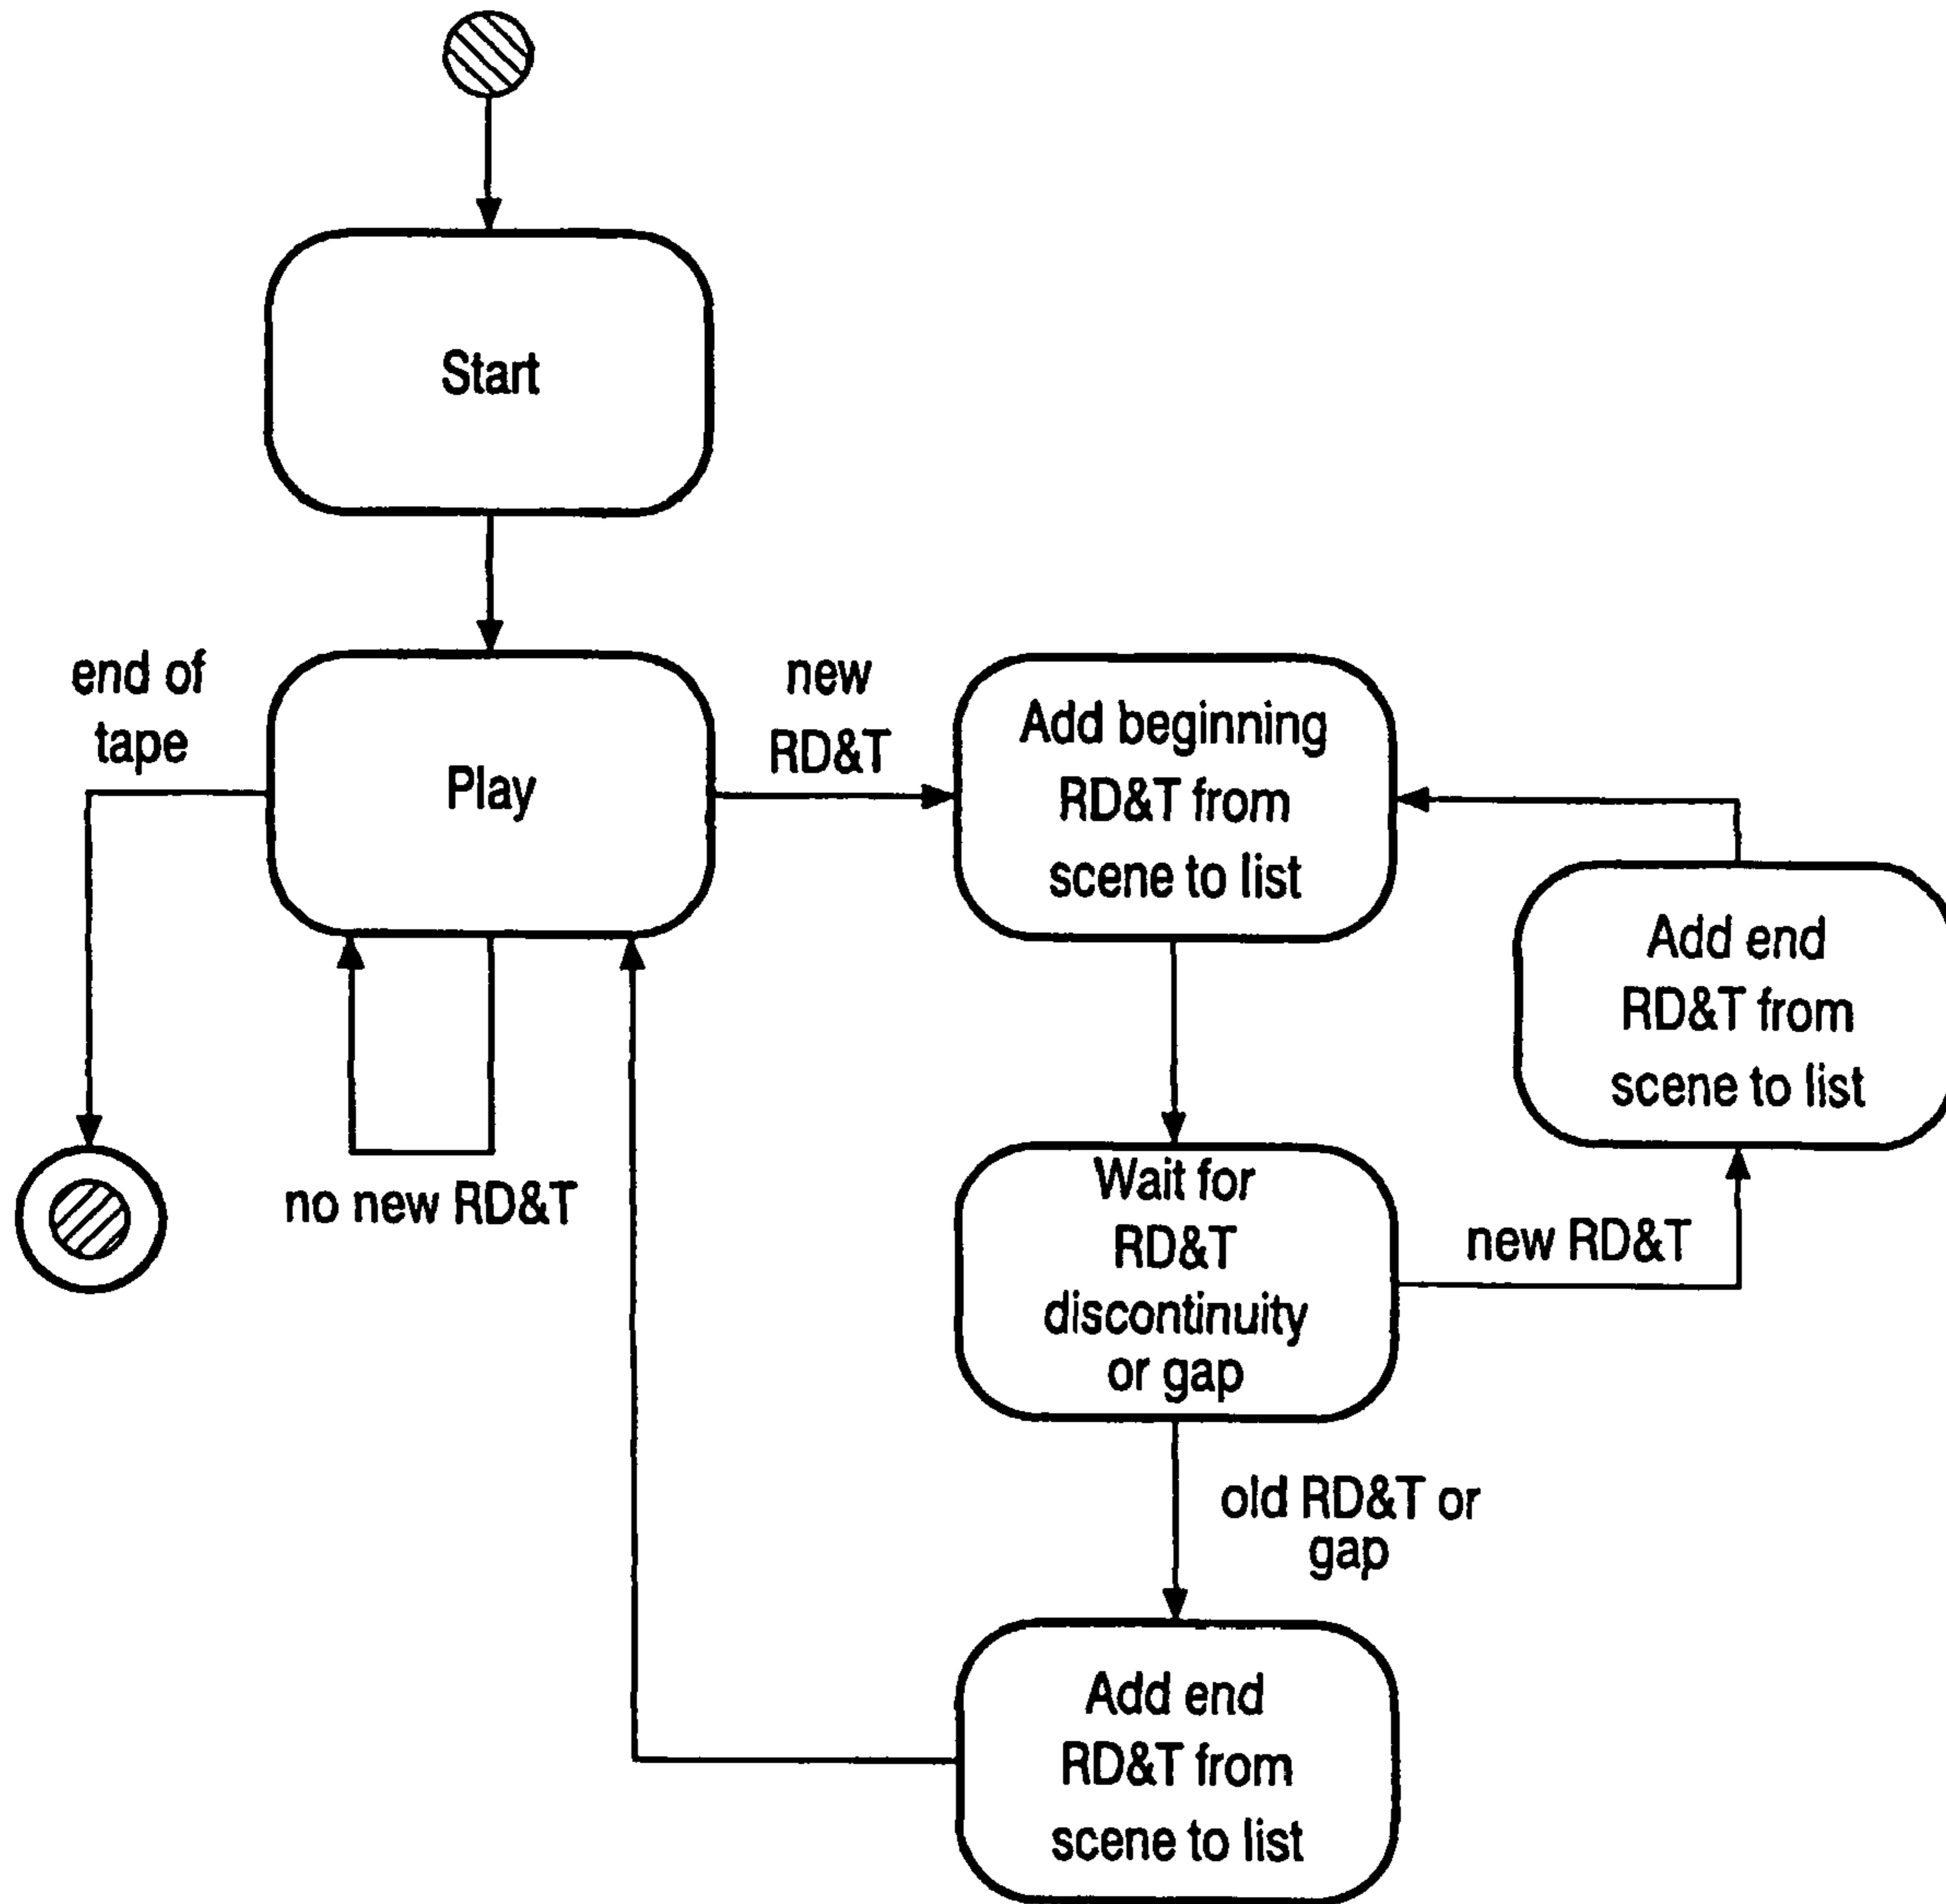 Start
end of
tape
Play
new
RD&T
Add beginning
RD&T from
scene to list
Add end
RD&T from
scene to list
no new RD&T
Wait for
RD&T
discontinuity
or gap
new RD&T
old RD&T or
gap
Add end
RD&T from
scene to list